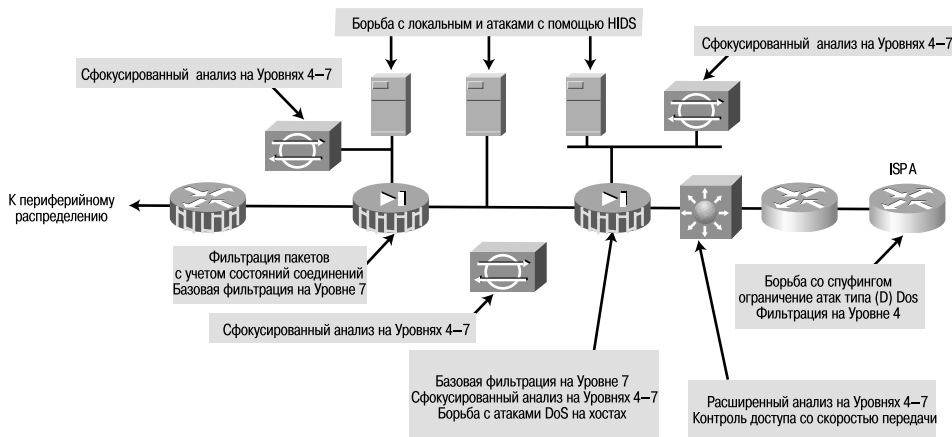 Борьба с локальным и атаками с помощью HIDS
Сфокусированный анализ на Уровнях 4–7
Сфокусированный анализ на Уровнях 4–7
ISP A
К периферийному
распределению
Фильтрация пакетов
с учетом состояний соединений
Базовая фильтрация на Уровне 7
Сфокусированный анализ на Уровнях 4–7
Борьба со спуфингом
ограничение атак типа (D) Dos
Фильтрация на Уровне 4
Базовая фильтрация на Уровне 7
Сфокусированный анализ на Уровнях 4–7
Борьба с атаками DoS на хостах
Расширенный анализ на Уровнях 4–7
Контроль доступа со скоростью передачи